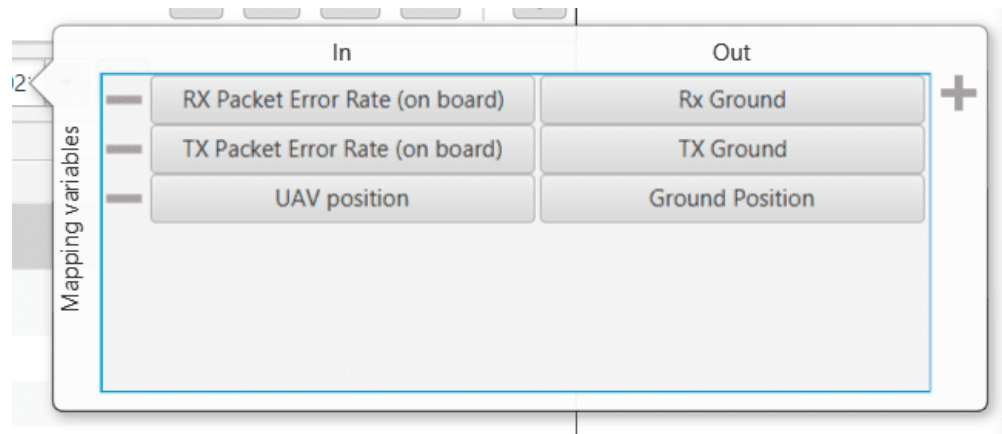 In Out
02
Mapping variables
RX Packet Error Rate (on board) Rx Ground
TX Packet Error Rate (on board) TX Ground
UAV position Ground Position